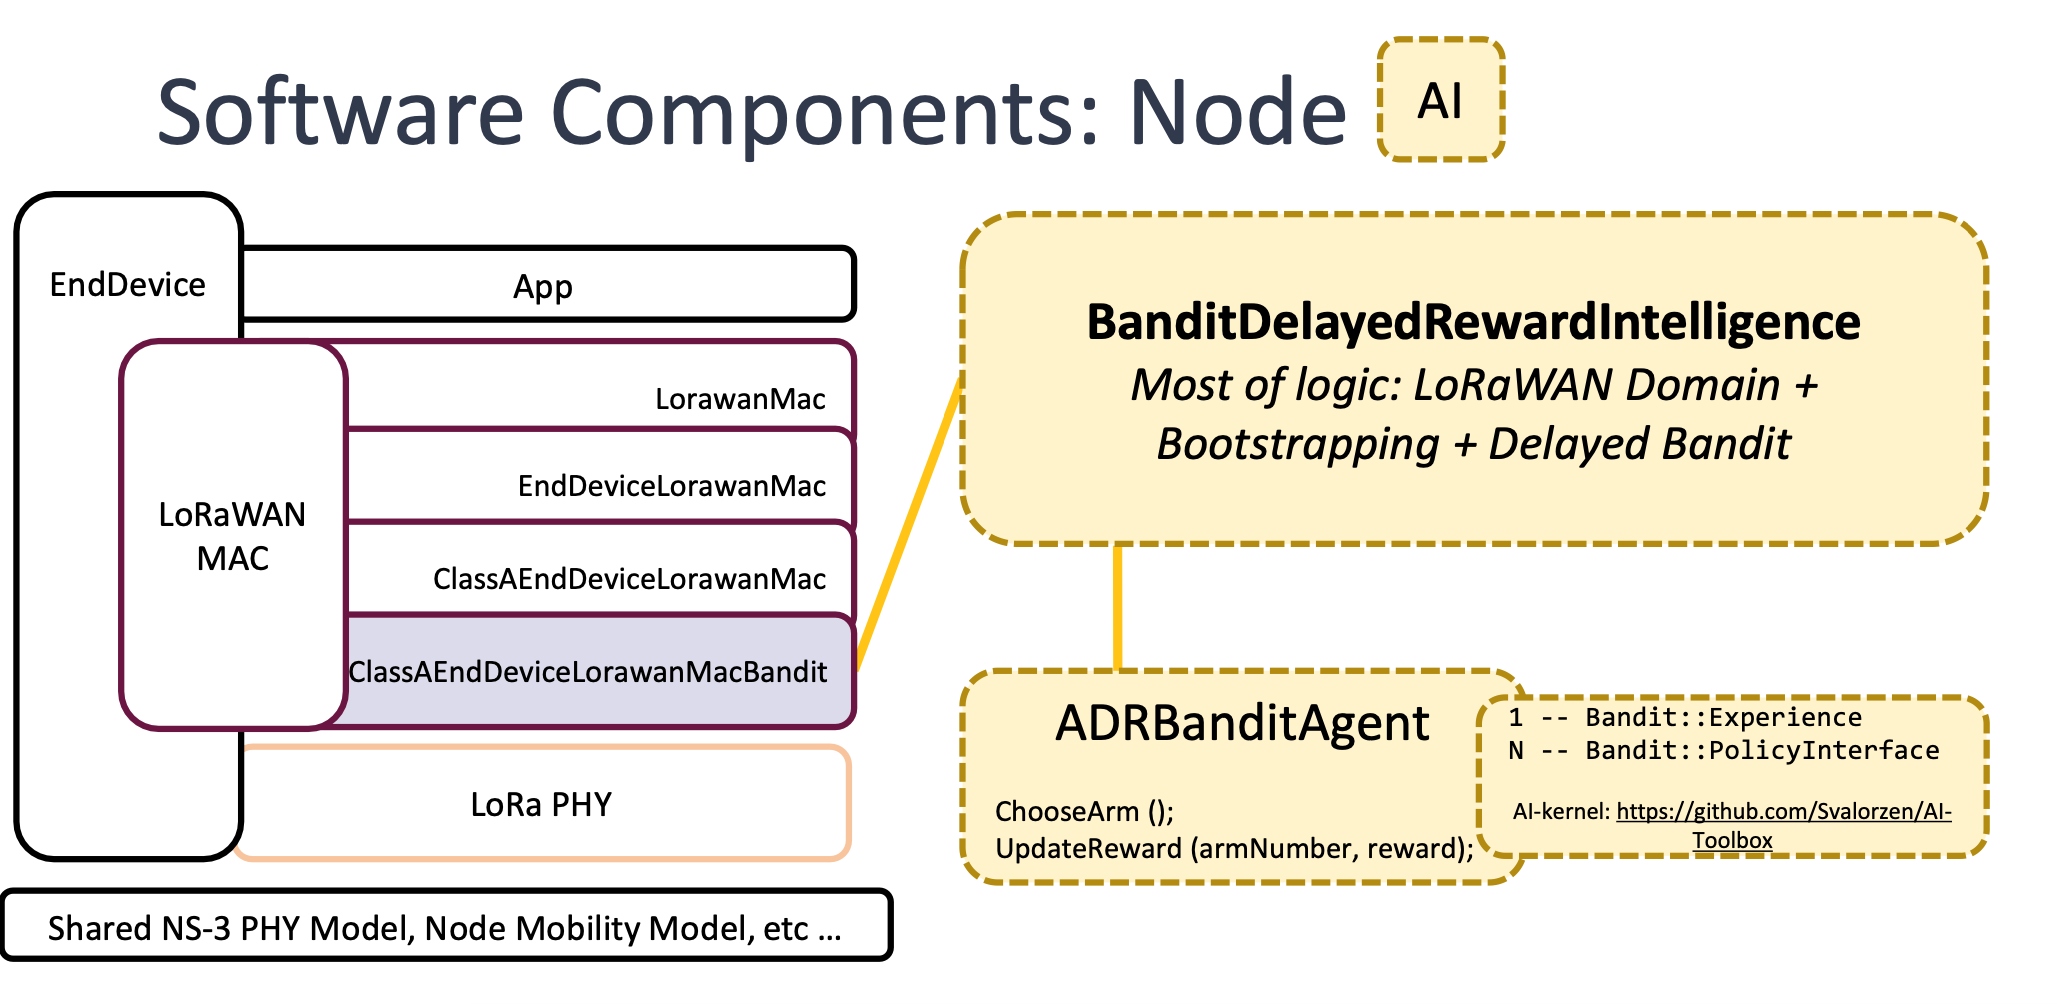 Software Components: Node
AI
EndDevice
App
LorawanMac
EndDeviceLorawanMac
LoRaWAN
MAC
ClassAEndDeviceLorawanMac
ClassAEndDeviceLorawanMacBandit
LoRa PHY
Shared NS-3 PHY Model, Node Mobility Model, etc ...
BanditDelayedRewardIntelligence
Most of logic: LoRaWAN Domain +
Bootstrapping + Delayed Bandit
ADRBanditAgent
ChooseArm ();
UpdateReward (armNumber, reward);
1 -- Bandit::Experience
N -- Bandit::PolicyInterface
AI-kernel: https://github.com/Svalorzen/AI-
Toolbox